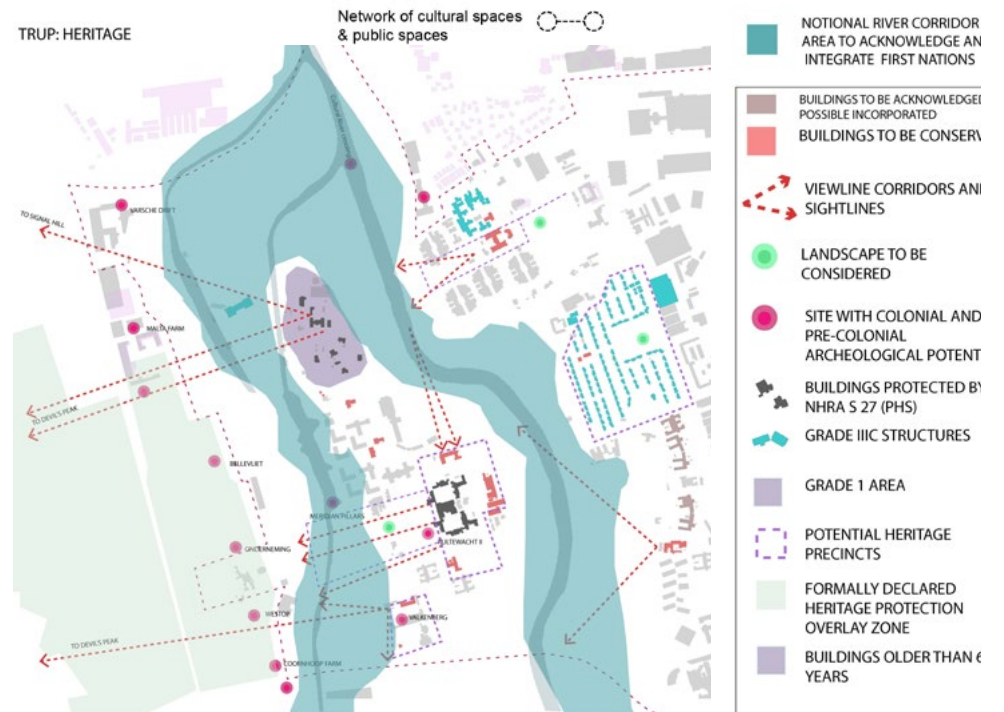 TRUP: HERITAGE
Network of cultural spaces
& public spaces
TO SIGNAL HILL
VARSCHE DRIFT
MALTA FARM
TO DEVIL'S PEAK
BELLEVLIET
ONDERNEMING
WESTOE
TO DEVIL'S PEAK
COORNHOOP FARM
MERIDIAN PILLARS
UITEWACHT II
VALKENBERG
NOTIONAL RIVER CORRIDOR
AREA TO ACKNOWLEDGE AN
INTEGRATE FIRST NATIONS
BUILDINGS TO BE ACKNOWLEDGED
POSSIBLE INCORPORATED
BUILDINGS TO BE CONSERV
VIEWLINE CORRIDORS AND
SIGHTLINES
LANDSCAPE TO BE
CONSIDERED
SITE WITH COLONIAL AND
PRE-COLONIAL
ARCHEOLOGICAL POTENT
BUILDINGS PROTECTED BY
NHRA S 27 (PHS)
GRADE IIIC STRUCTURES
GRADE 1 AREA
POTENTIAL HERITAGE
PRECINCTS
FORMALLY DECLARED
HERITAGE PROTECTION
OVERLAY ZONE
BUILDINGS OLDER THAN 6
YEARS